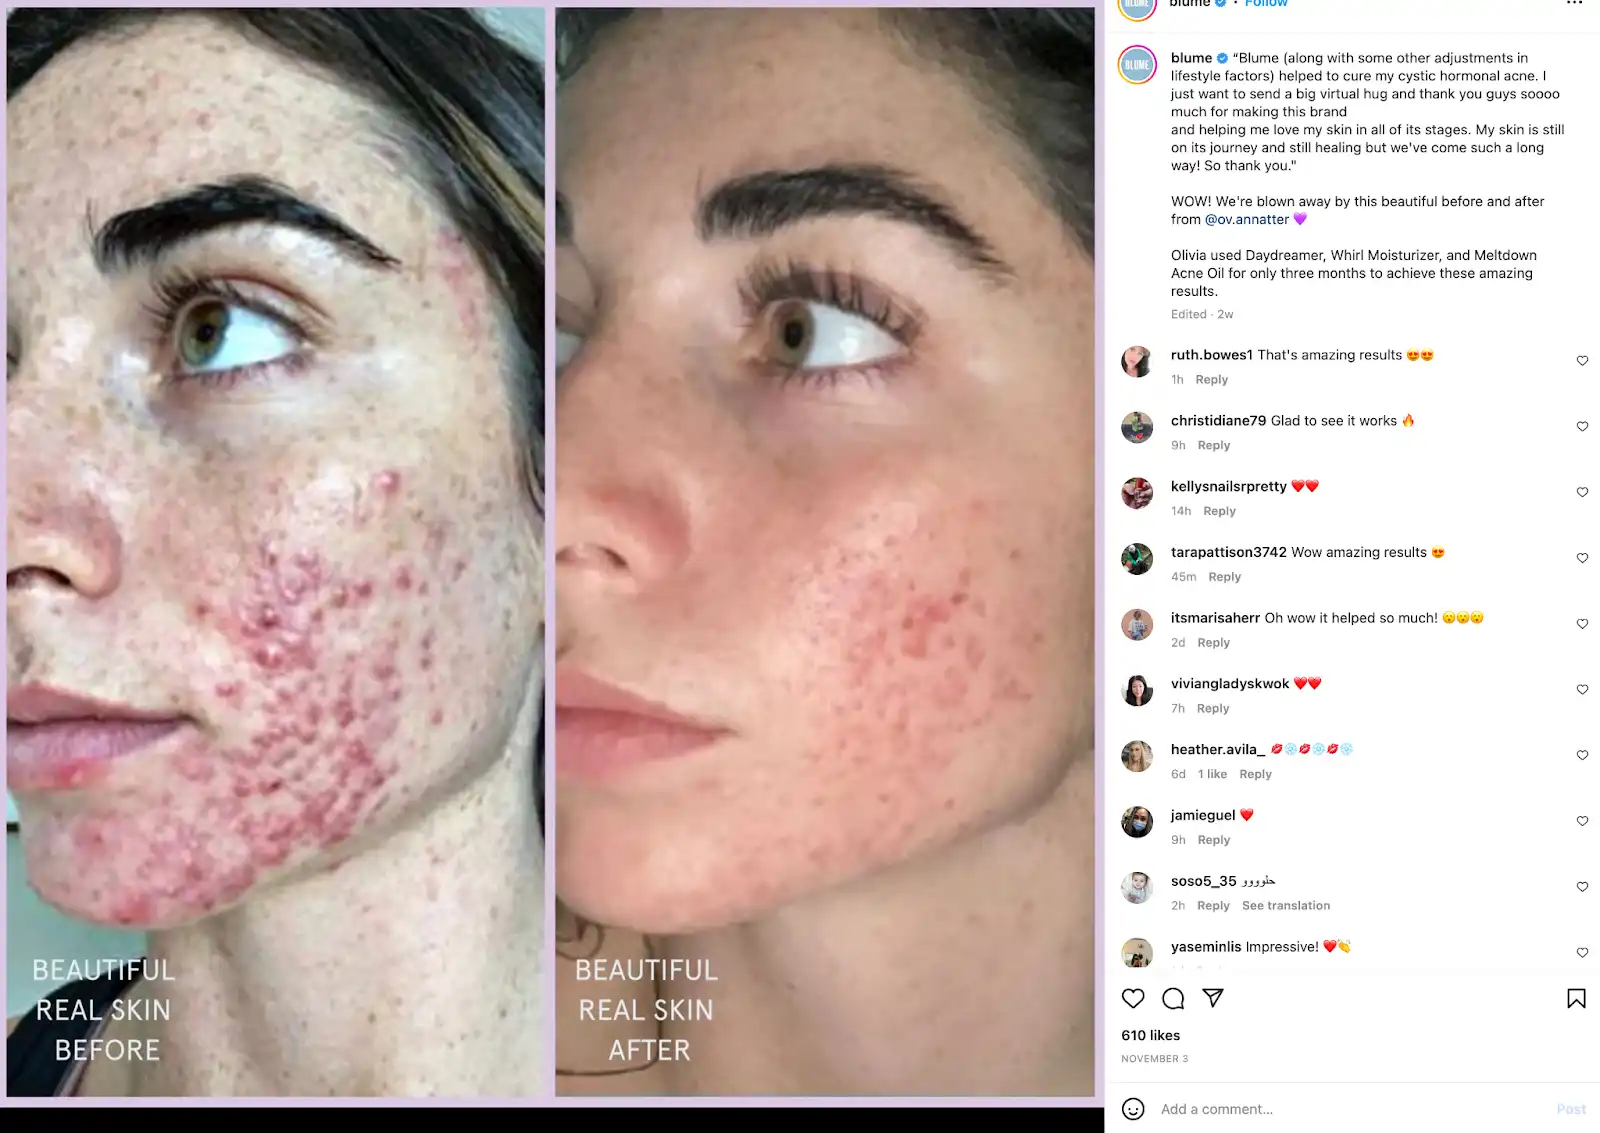 BEAUTIFUL
REAL SKIN
BEFORE
BEAUTIFUL
REAL SKIN
AFTER
BLUME
blume • Follow
BLUME
blume “Blume (along with some other adjustments in
lifestyle factors) helped to cure my cystic hormonal acne. I
just want to send a big virtual hug and thank you guys soooo
much for making this brand
and helping me love my skin in all of its stages. My skin is still
on its journey and still healing but we've come such a long
way! So thank you."
WOW! We're blown away by this beautiful before and after
from @ov.annatter 💜
Olivia used Daydreamer, Whirl Moisturizer, and Meltdown
Acne Oil for only three months to achieve these amazing
results.
Edited · 2w
ruth.bowes1 That's amazing results 😍😍
1h Reply
christidiane79 Glad to see it works 🔥
9h Reply
kellysnailsrpretty ❤️❤️
14h Reply
tarapattison3742 Wow amazing results 😍
45m Reply
itsmarisaherr Oh wow it helped so much! 😮😮😮
2d Reply
viviangladyskwok ❤️❤️
7h Reply
heather.avila_ 💋❄️💋❄️💋❄️
6d 1 like Reply
jamieguel ❤️
9h Reply
soso5_35 حلوووو
2h Reply See translation
yaseminlis Impressive! ❤️👏
610 likes
NOVEMBER 3
Add a comment...
Post